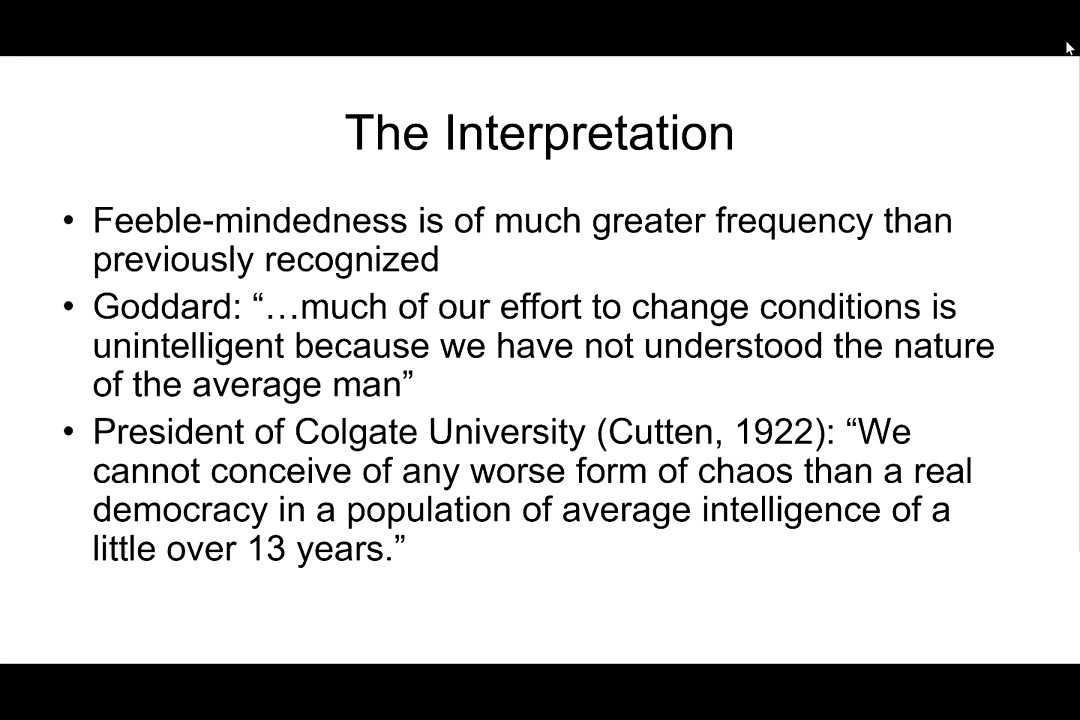 The Interpretation
• Feeble-mindedness is of much greater frequency than
previously recognized
• Goddard: “…much of our effort to change conditions is
unintelligent because we have not understood the nature
of the average man”
• President of Colgate University (Cutten, 1922): “We
cannot conceive of any worse form of chaos than a real
democracy in a population of average intelligence of a
little over 13 years.”